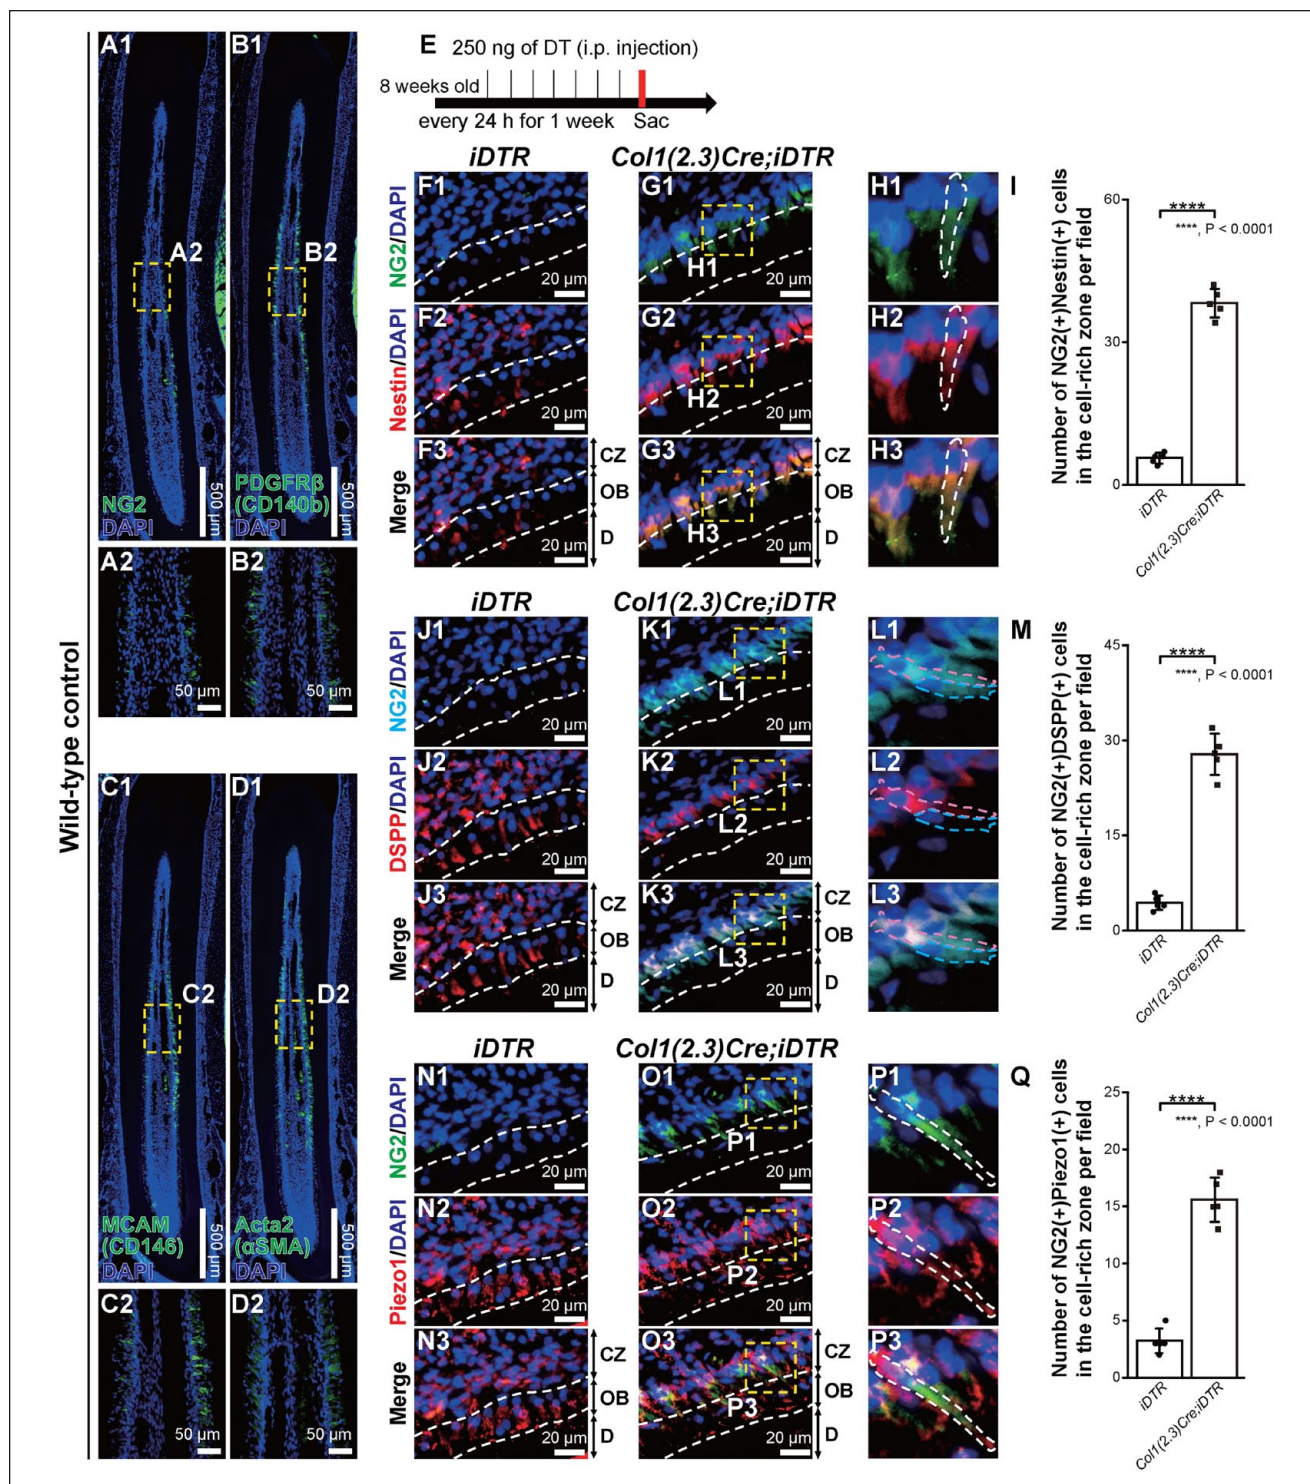 Wild-type control
A1
A2
NG2
DAPI
500 µm
B1
B2
PDGFRβ
(CD140b)
DAPI
500 µm
A2
50 µm
B2
50 µm
C1
C2
MCAM
(CD146)
DAPI
500 µm
D1
D2
Acta2
(αSMA)
DAPI
500 µm
C2
50 µm
D2
50 µm
E
250 ng of DT (i.p. injection)
8 weeks old
every 24 h for 1 week
Sac
iDTR
Col1(2.3)Cre;iDTR
NG2/DAPI
F1
20 µm
G1
H1
20 µm
H1
Nestin/DAPI
F2
20 µm
G2
H2
20 µm
H2
Merge
F3
20 µm
G3
H3
20 µm
CZ
OB
D
CZ
OB
D
H3
I
Number of NG2(+)Nestin(+) cells
in the cell-rich zone per field
60
30
0
****
****, P < 0.0001
iDTR
Col1(2.3)Cre;iDTR
iDTR
Col1(2.3)Cre;iDTR
NG2/DAPI
J1
20 µm
K1
L1
20 µm
L1
DSPP/DAPI
J2
20 µm
K2
L2
20 µm
L2
Merge
J3
20 µm
CZ
OB
D
K3
L3
20 µm
CZ
OB
D
L3
M
Number of NG2(+)DSPP(+) cells
in the cell-rich zone per field
45
30
15
0
****
****, P < 0.0001
iDTR
Col1(2.3)Cre;iDTR
iDTR
Col1(2.3)Cre;iDTR
NG2/DAPI
N1
20 µm
O1
P1
20 µm
P1
Piezo1/DAPI
N2
20 µm
O2
P2
20 µm
P2
Merge
N3
20 µm
CZ
OB
D
O3
P3
20 µm
CZ
OB
D
P3
Q
Number of NG2(+)Piezo1(+) cells
in the cell-rich zone per field
25
20
15
10
5
0
****
****, P < 0.0001
iDTR
Col1(2.3)Cre;iDTR